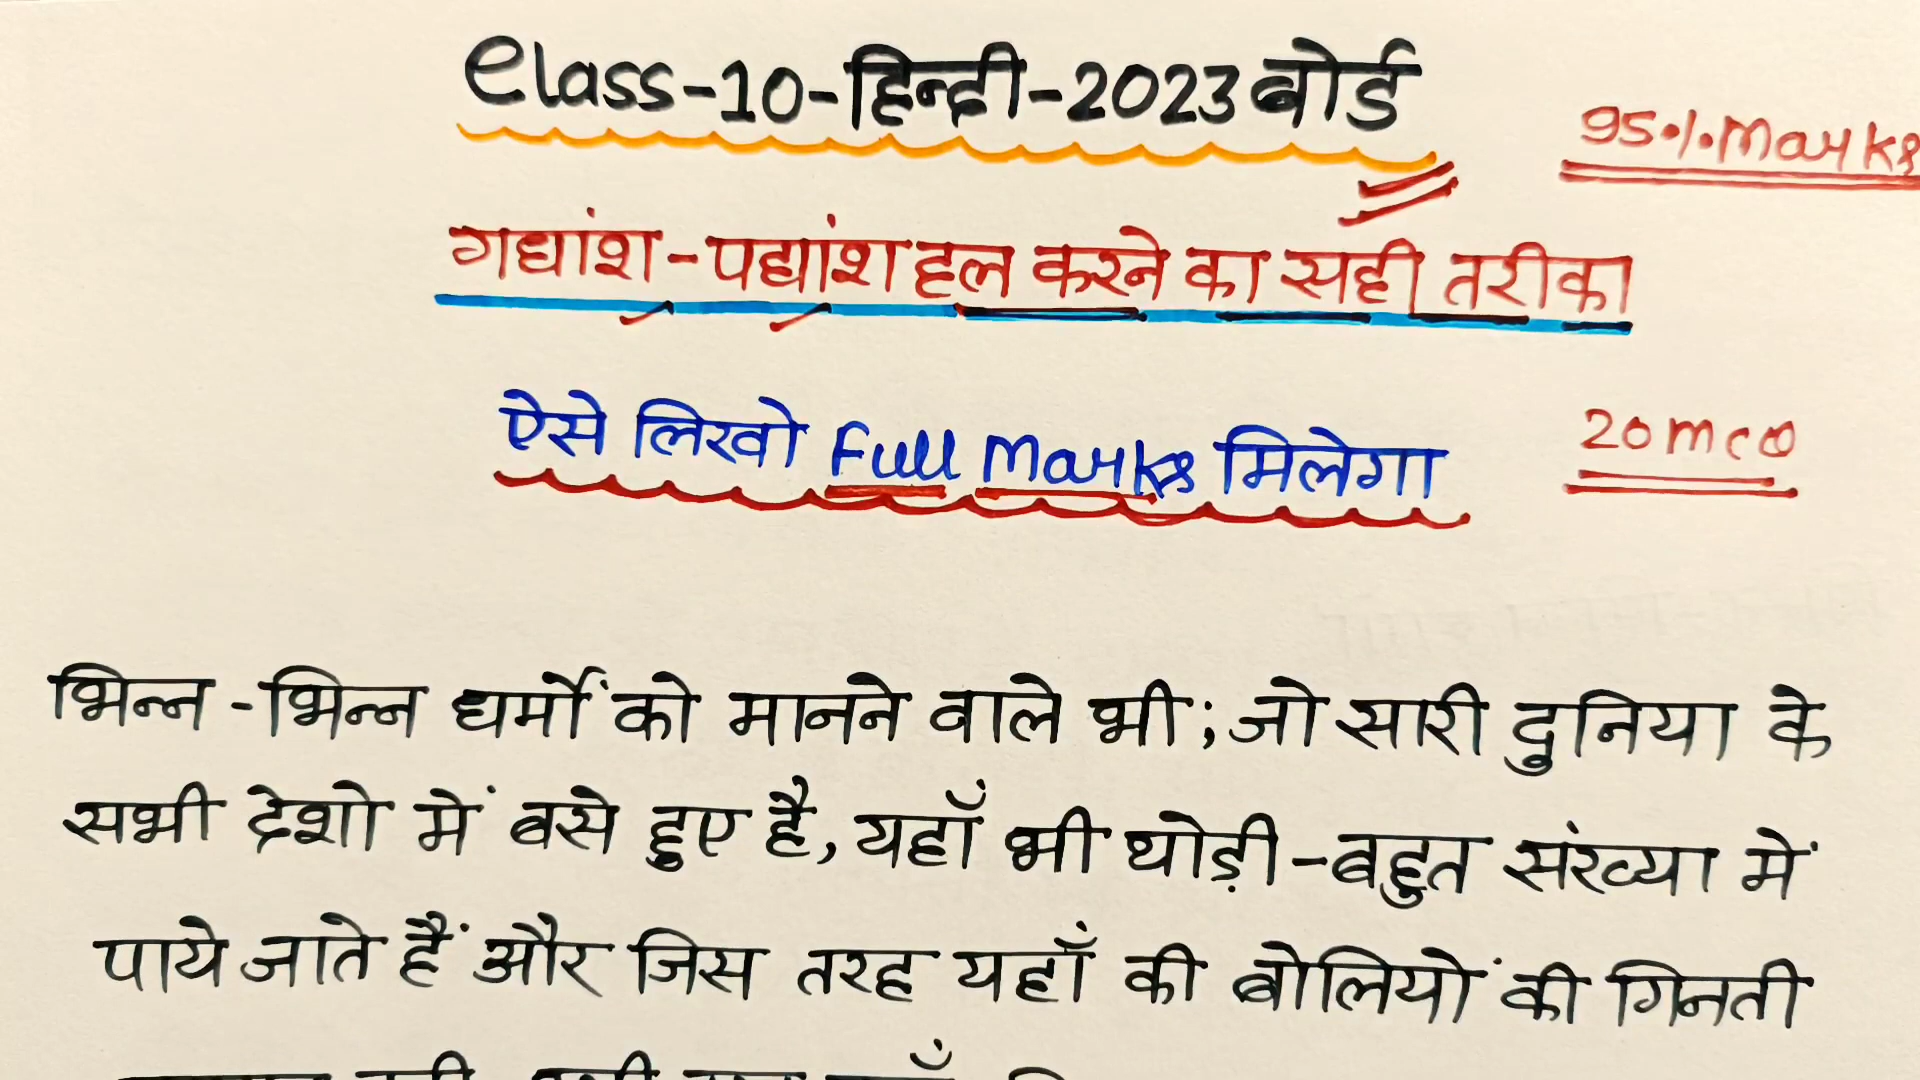 Class-10-हिन्दी-2023 बोर्ड
95% Marks
गद्यांश-पद्यांश हल करने का सही तरीका
ऐसे लिखो Full Marks मिलेगा
20 mcq
भिन्न-भिन्न धर्मों को मानने वाले भी; जो सारी दुनिया के
सभी देशो में बसे हुए है, यहाँ भी थोड़ी-बहुत संख्या में
पाये जाते हैं और जिस तरह यहाँ की बोलियों की गिनती